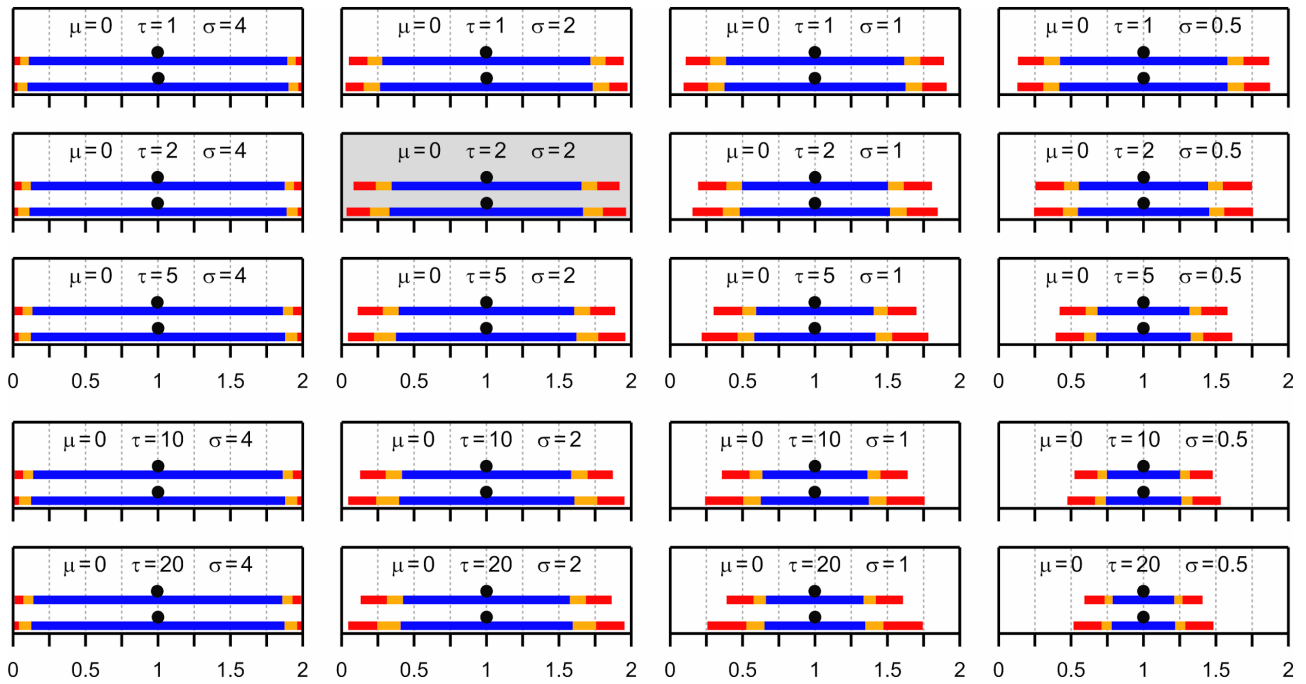 μ=0 τ=1 σ=4 μ=0 τ=1 σ=2 μ=0 τ=1 σ=1 μ=0 τ=1 σ=0.5
μ=0 τ=2 σ=4 μ=0 τ=2 σ=2 μ=0 τ=2 σ=1 μ=0 τ=2 σ=0.5
μ=0 τ=5 σ=4 μ=0 τ=5 σ=2 μ=0 τ=5 σ=1 μ=0 τ=5 σ=0.5
0 0.5 1 1.5 2 0.5 1 1.5 2 0.5 1 1.5 2 0.5 1 1.5 2
μ=0 τ=10 σ=4 μ=0 τ=10 σ=2 μ=0 τ=10 σ=1 μ=0 τ=10 σ=0.5
μ=0 τ=20 σ=4 μ=0 τ=20 σ=2 μ=0 τ=20 σ=1 μ=0 τ=20 σ=0.5
0 0.5 1 1.5 2 0 0.5 1 1.5 2 0 0.5 1 1.5 2 0 0.5 1 1.5 2